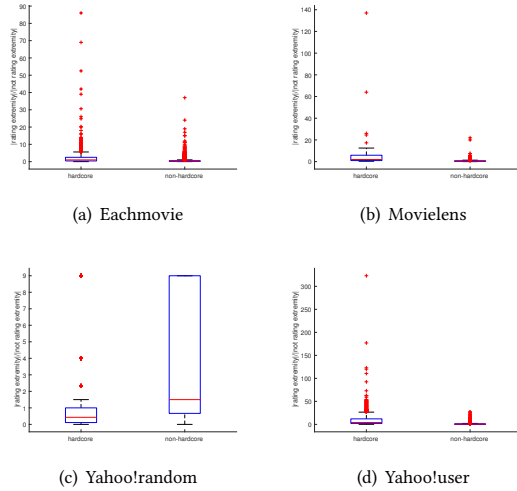 |rating extremity|/|not rating extremity|
90
80
70
60
50
40
30
20
10
0
hardcore non-hardcore
(a) Eachmovie
|rating extremity|/|not rating extremity|
140
120
100
80
60
40
20
0
hardcore non-hardcore
(b) Movielens
|rating extremity|/|not rating extremity|
9
8
7
6
5
4
3
2
1
0
hardcore non-hardcore
(c) Yahoo!random
|rating extremity|/|not rating extremity|
300
250
200
150
100
50
0
hardcore non-hardcore
(d) Yahoo!user